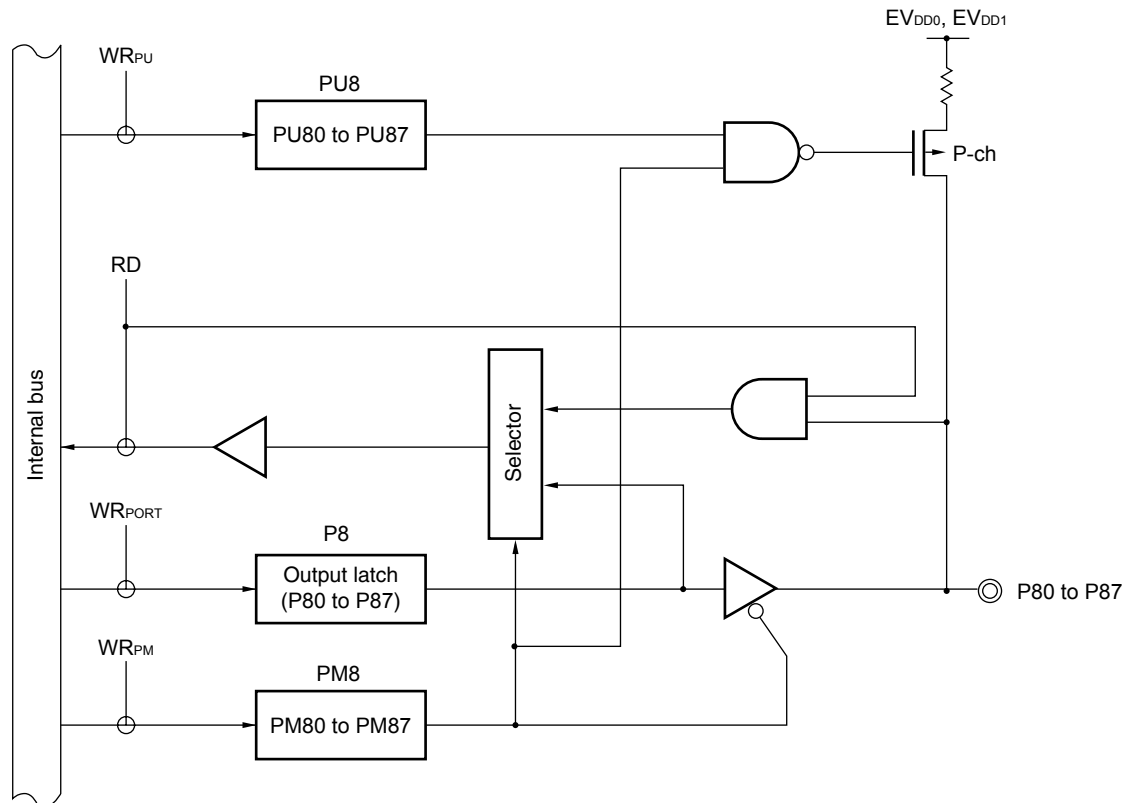 EVDD0, EVDD1
WRPU
PU8
PU80 to PU87
P-ch
RD
Internal bus
Selector
WRPORT
P8
Output latch
(P80 to P87)
P80 to P87
WRPM
PM8
PM80 to PM87